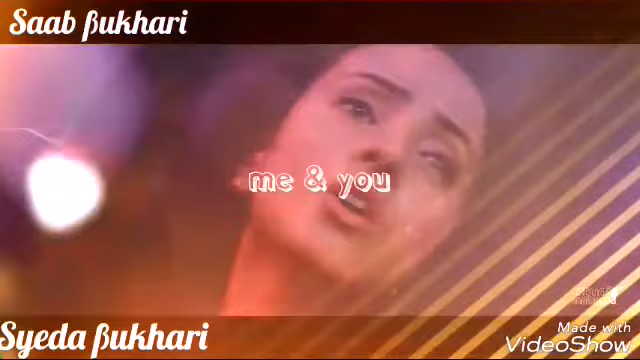 Saab ßukhari
me & you
Syeda ßukhari
Made with
VideoShow